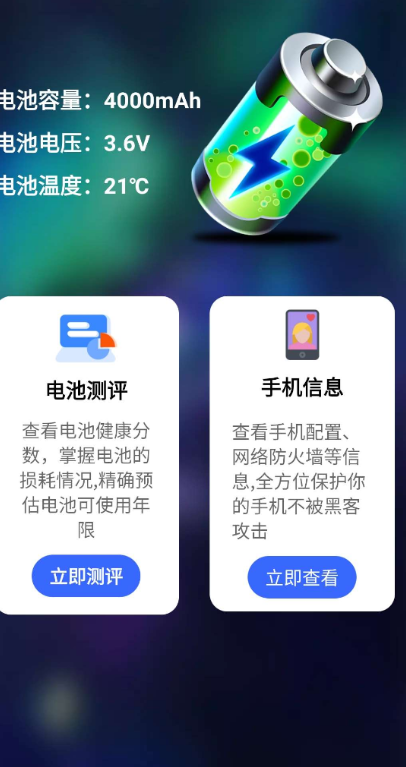 电池容量：4000mAh
电池电压：3.6V
电池温度：21℃
电池测评
查看电池健康分
数，掌握电池的
损耗情况,精确预
估电池可使用年
限
立即测评
手机信息
查看手机配置、
网络防火墙等信
息,全方位保护你
的手机不被黑客
攻击
立即查看